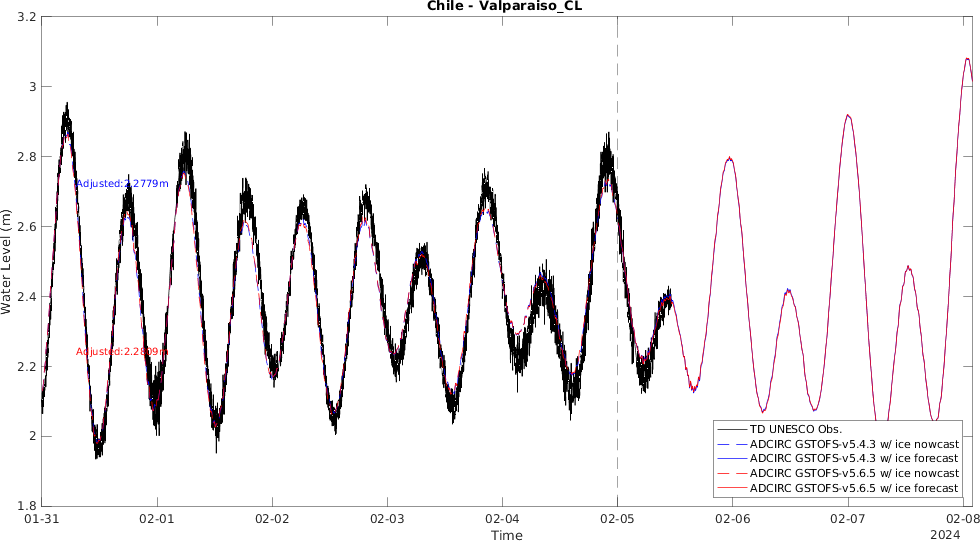 Chile - Valparaiso_CL
3.2
3
2.8
2.6
2.4
2.2
2
1.8
Water Level (m)
Adjusted:2.2779m
Adjusted:2.2809m
TD UNESCO Obs.
ADCIRC GSTOFS-v5.4.3 w/ ice nowcast
ADCIRC GSTOFS-v5.4.3 w/ ice forecast
ADCIRC GSTOFS-v5.6.5 w/ ice nowcast
ADCIRC GSTOFS-v5.6.5 w/ ice forecast
01-31 02-01 02-02 02-03 02-04 02-05 02-06 02-07 02-08
Time
2024